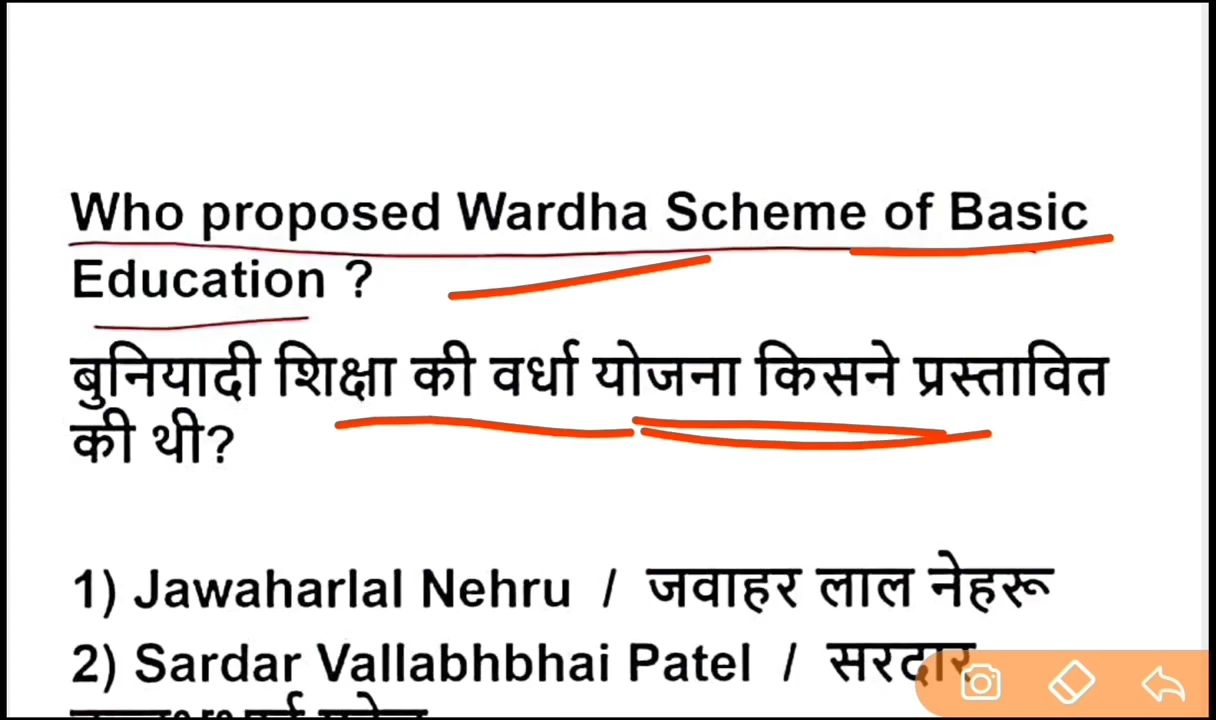 Who proposed Wardha Scheme of Basic
Education ?
बुनियादी शिक्षा की वर्धा योजना किसने प्रस्तावित
की थी?
1) Jawaharlal Nehru / जवाहर लाल नेहरू
2) Sardar Vallabhbhai Patel / सरदार